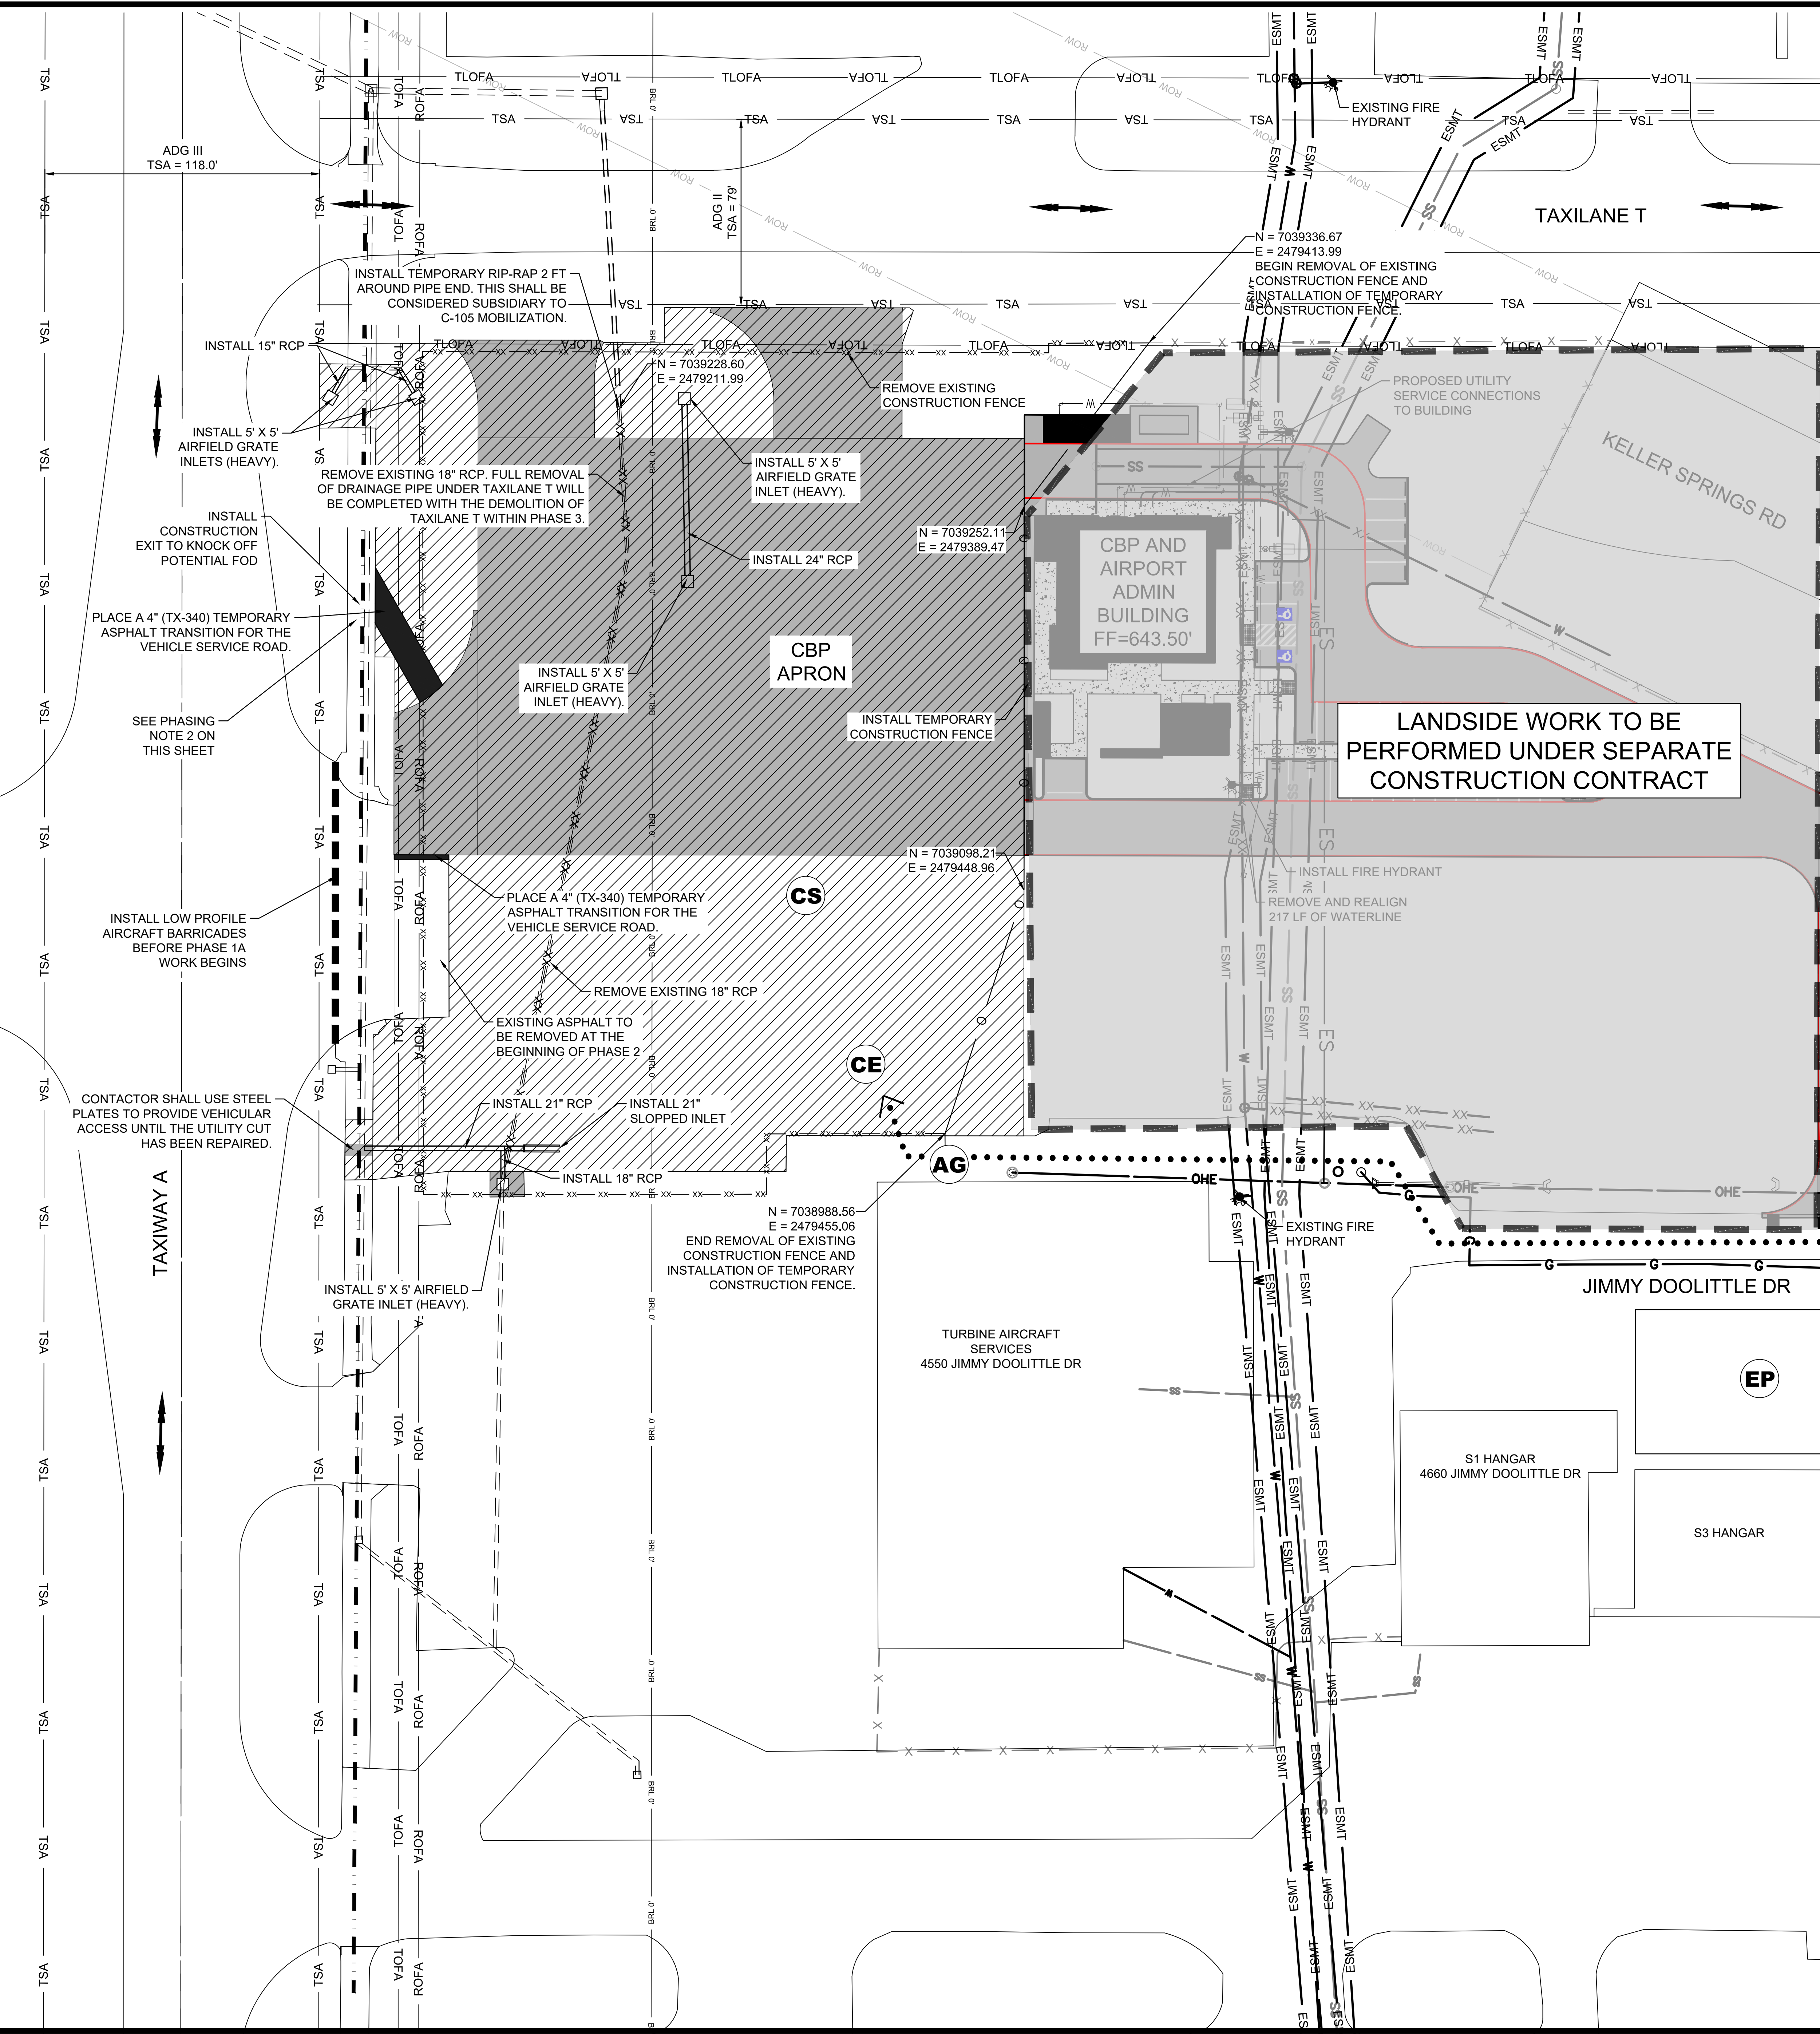 ADG III
TSA = 118.0'
ADG II
TSA = 79'
TSA
TOFA
ROFA
TLOFA
ROW
BRL 0'
ESMT
EXISTING FIRE
HYDRANT
TAXILANE T
N = 7039336.67
E = 2479413.99
BEGIN REMOVAL OF EXISTING
CONSTRUCTION FENCE AND
INSTALLATION OF TEMPORARY
CONSTRUCTION FENCE.
INSTALL TEMPORARY RIP-RAP 2 FT
AROUND PIPE END. THIS SHALL BE
CONSIDERED SUBSIDIARY TO
C-105 MOBILIZATION.
INSTALL 15" RCP
N = 7039228.60
E = 2479211.99
REMOVE EXISTING
CONSTRUCTION FENCE
PROPOSED UTILITY
SERVICE CONNECTIONS
TO BUILDING
KELLER SPRINGS RD
INSTALL 5' X 5'
AIRFIELD GRATE
INLETS (HEAVY).
REMOVE EXISTING 18" RCP. FULL REMOVAL
OF DRAINAGE PIPE UNDER TAXILANE T WILL
BE COMPLETED WITH THE DEMOLITION OF
TAXILANE T WITHIN PHASE 3.
INSTALL 5' X 5'
AIRFIELD GRATE
INLET (HEAVY).
INSTALL
CONSTRUCTION
EXIT TO KNOCK OFF
POTENTIAL FOD
INSTALL 24" RCP
N = 7039252.11
E = 2479389.47
CBP AND
AIRPORT
ADMIN
BUILDING
FF=643.50'
PLACE A 4" (TX-340) TEMPORARY
ASPHALT TRANSITION FOR THE
VEHICLE SERVICE ROAD.
CBP
APRON
INSTALL 5' X 5'
AIRFIELD GRATE
INLET (HEAVY).
SEE PHASING
NOTE 2 ON
THIS SHEET
INSTALL TEMPORARY
CONSTRUCTION FENCE
LANDSIDE WORK TO BE
PERFORMED UNDER SEPARATE
CONSTRUCTION CONTRACT
N = 7039098.21
E = 2479448.96
INSTALL FIRE HYDRANT
REMOVE AND REALIGN
217 LF OF WATERLINE
CS
PLACE A 4" (TX-340) TEMPORARY
ASPHALT TRANSITION FOR THE
VEHICLE SERVICE ROAD.
INSTALL LOW PROFILE
AIRCRAFT BARRICADES
BEFORE PHASE 1A
WORK BEGINS
REMOVE EXISTING 18" RCP
EXISTING ASPHALT TO
BE REMOVED AT THE
BEGINNING OF PHASE 2
CE
CONTACTOR SHALL USE STEEL
PLATES TO PROVIDE VEHICULAR
ACCESS UNTIL THE UTILITY CUT
HAS BEEN REPAIRED.
INSTALL 21" RCP
INSTALL 21"
SLOPPED INLET
AG
INSTALL 18" RCP
OHE
TAXIWAY A
N = 7038988.56
E = 2479455.06
END REMOVAL OF EXISTING
CONSTRUCTION FENCE AND
INSTALLATION OF TEMPORARY
CONSTRUCTION FENCE.
EXISTING FIRE
HYDRANT
INSTALL 5' X 5' AIRFIELD
GRATE INLET (HEAVY).
JIMMY DOOLITTLE DR
TURBINE AIRCRAFT
SERVICES
4550 JIMMY DOOLITTLE DR
EP
S1 HANGAR
4660 JIMMY DOOLITTLE DR
S3 HANGAR